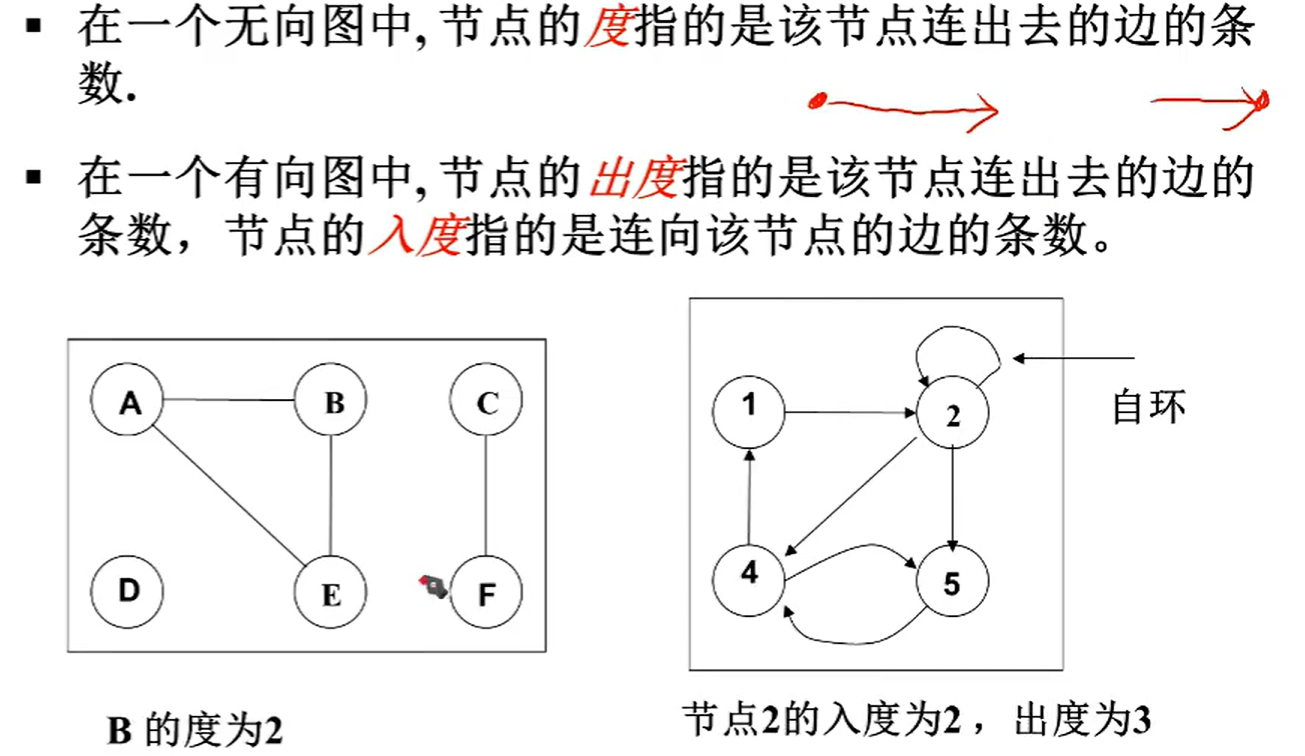 ▪ 在一个无向图中, 节点的度指的是该节点连出去的边的条
数.
▪ 在一个有向图中, 节点的出度指的是该节点连出去的边的
条数，节点的入度指的是连向该节点的边的条数。
A B C
D E F
1 2
自环
4 5
B 的度为2
节点2的入度为2 ，出度为3